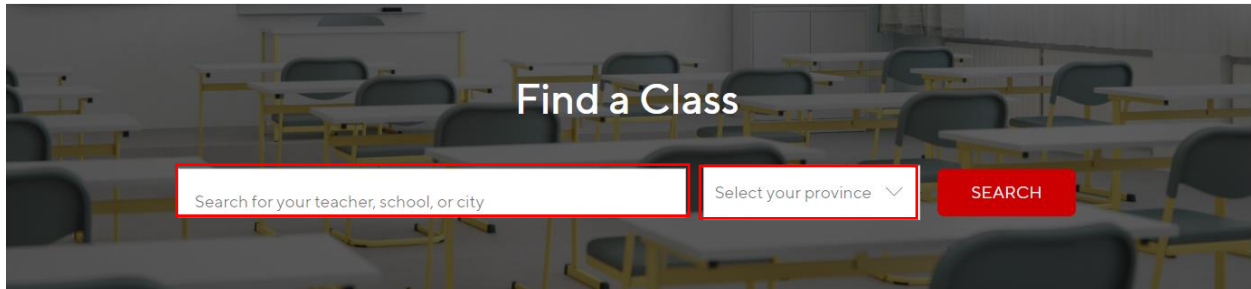 Find a Class
Search for your teacher, school, or city
Select your province
SEARCH